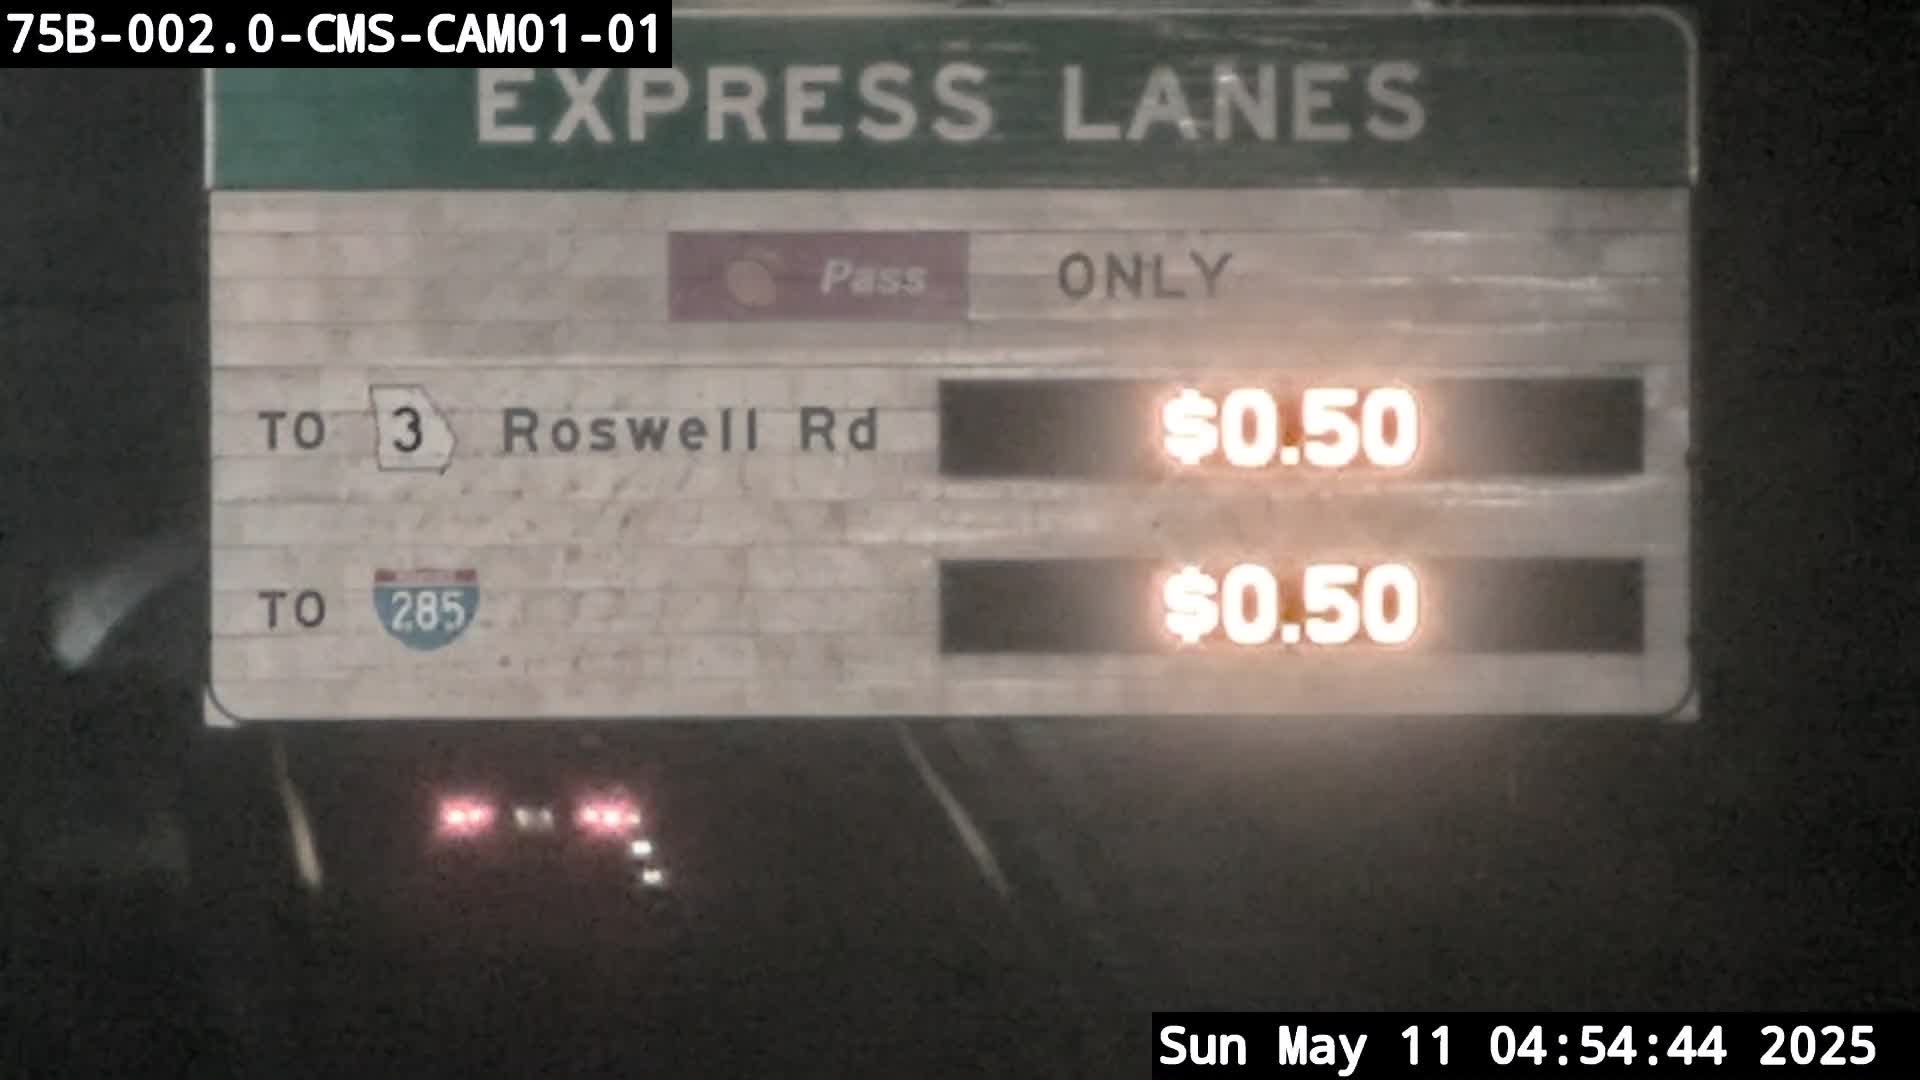 75B-002.0-CMS-CAM01-01
EXPRESS LANES
Pass ONLY
TO 3 Roswell Rd $0.50
TO 285 $0.50
Sun May 11 04:54:44 2025